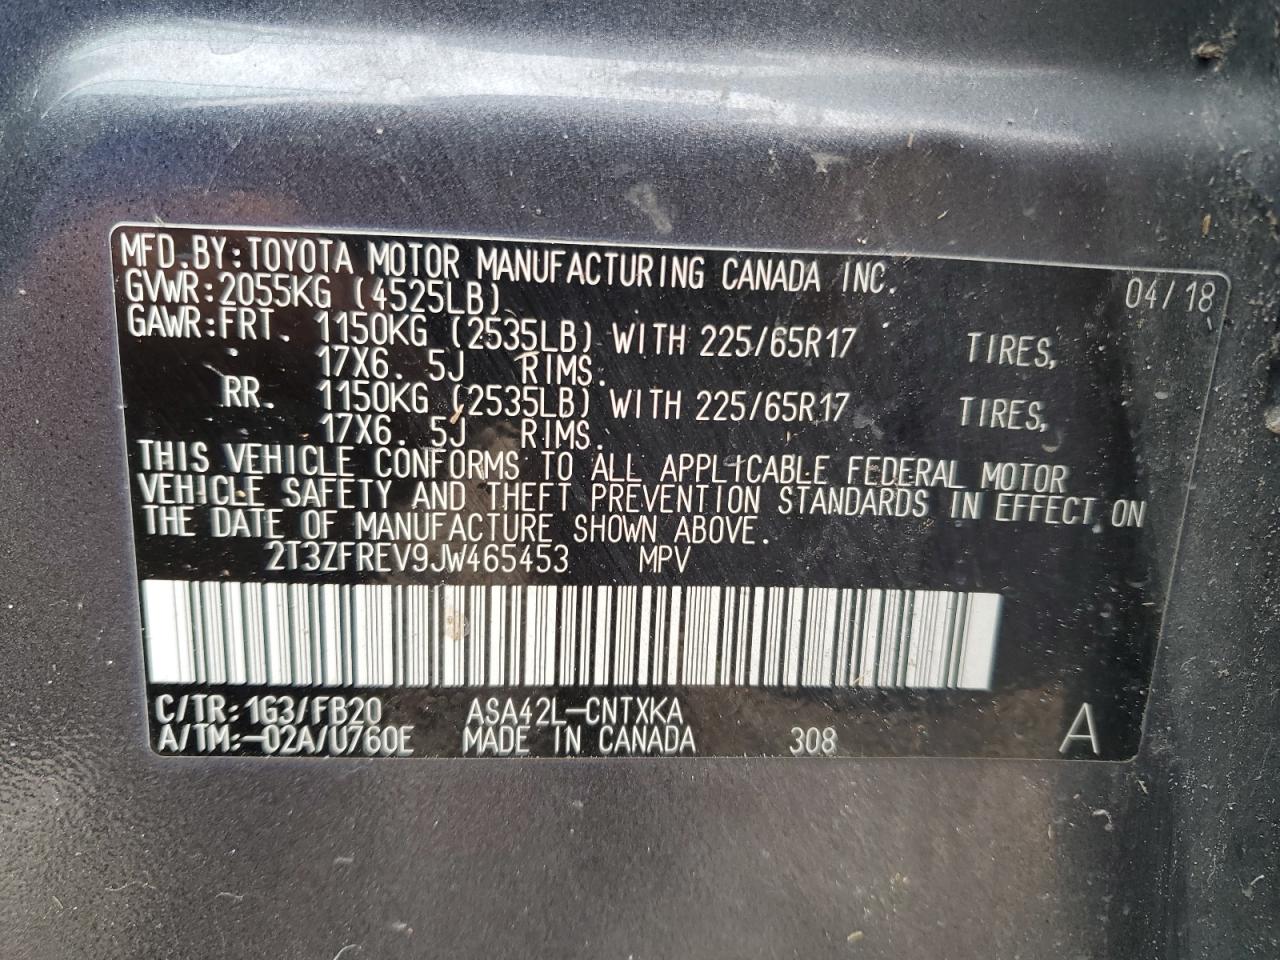 MFD.BY:TOYOTA MOTOR MANUFACTURING CANADA INC. 04/18
GVWR:2055KG (4525LB)
GAWR:FRT. 1150KG (2535LB) WITH 225/65R17 TIRES,
17X6.5J RIMS.
RR. 1150KG (2535LB) WITH 225/65R17 TIRES,
17X6.5J RIMS.
THIS VEHICLE CONFORMS TO ALL APPLICABLE FEDERAL MOTOR
VEHICLE SAFETY AND THEFT PREVENTION STANDARDS IN EFFECT ON
THE DATE OF MANUFACTURE SHOWN ABOVE.
2T3ZFREV9JW465453 MPV
C/TR:1G3/FB20 ASA42L-CNTXKA
A/TM:-02A/U760E MADE IN CANADA 308 A